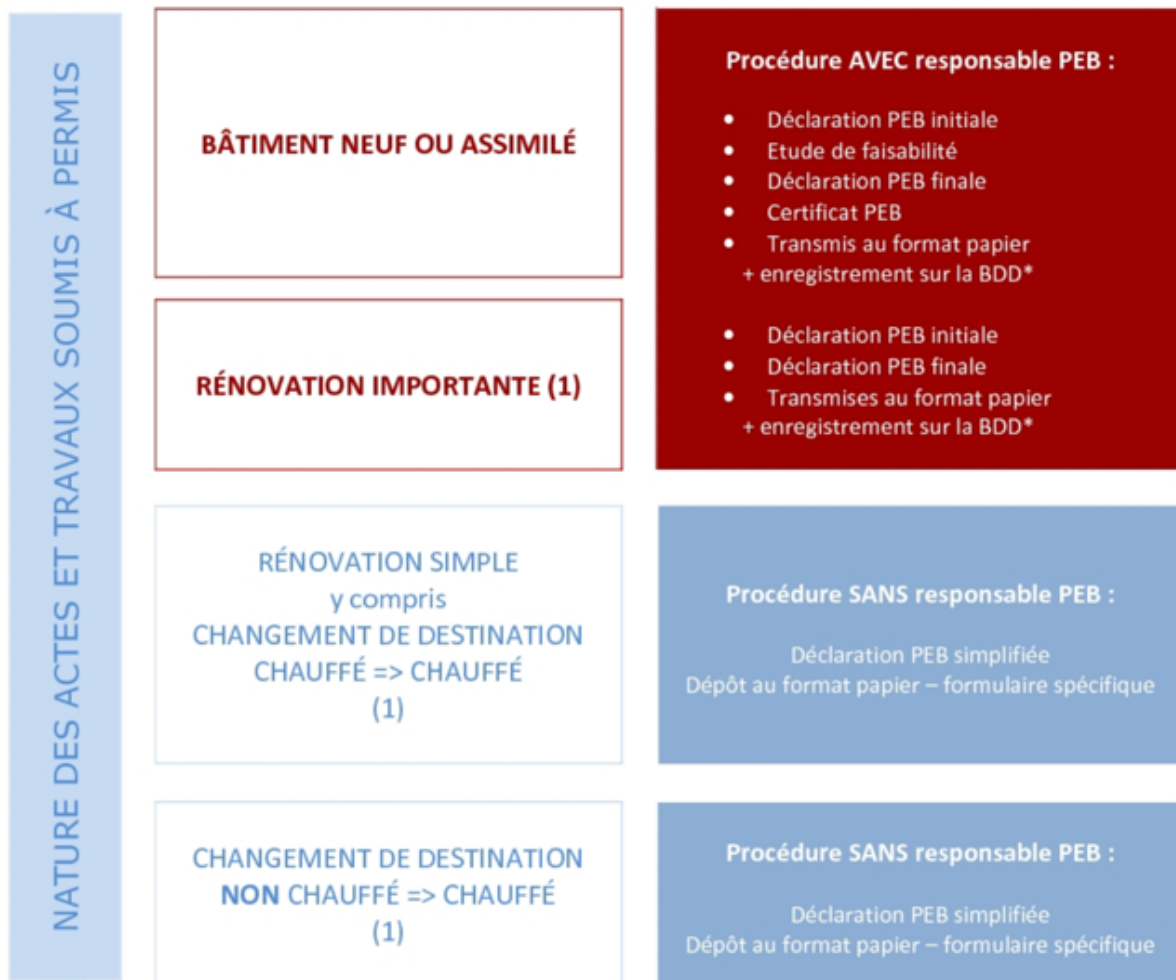 NATURE DES ACTES ET TRAVAUX SOUMIS À PERMIS
BÂTIMENT NEUF OU ASSIMILÉ
Procédure AVEC responsable PEB :
• Déclaration PEB initiale
• Etude de faisabilité
• Déclaration PEB finale
• Certificat PEB
• Transmis au format papier
+ enregistrement sur la BDD*
RÉNOVATION IMPORTANTE (1)
• Déclaration PEB initiale
• Déclaration PEB finale
• Transmises au format papier
+ enregistrement sur la BDD*
RÉNOVATION SIMPLE
y compris
CHANGEMENT DE DESTINATION
CHAUFFÉ => CHAUFFÉ
(1)
Procédure SANS responsable PEB :
Déclaration PEB simplifiée
Dépôt au format papier – formulaire spécifique
CHANGEMENT DE DESTINATION
NON CHAUFFÉ => CHAUFFÉ
(1)
Procédure SANS responsable PEB :
Déclaration PEB simplifiée
Dépôt au format papier – formulaire spécifique